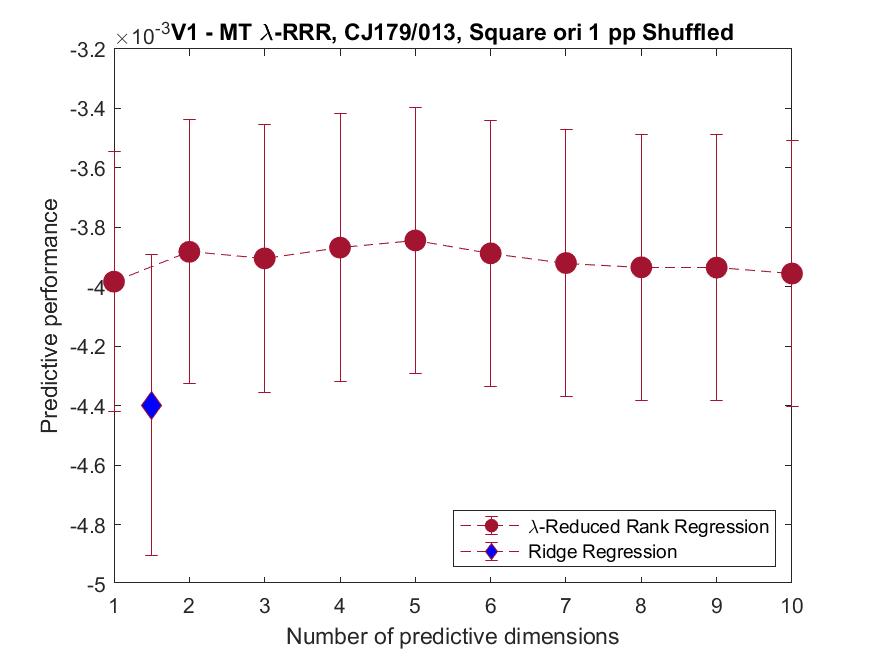 ×10⁻³
V1 - MT λ-RRR, CJ179/013, Square ori 1 pp Shuffled
-3.2
-3.4
-3.6
-3.8
-4
-4.2
-4.4
-4.6
-4.8
-5
Predictive performance
λ-Reduced Rank Regression
Ridge Regression
1 2 3 4 5 6 7 8 9 10
Number of predictive dimensions